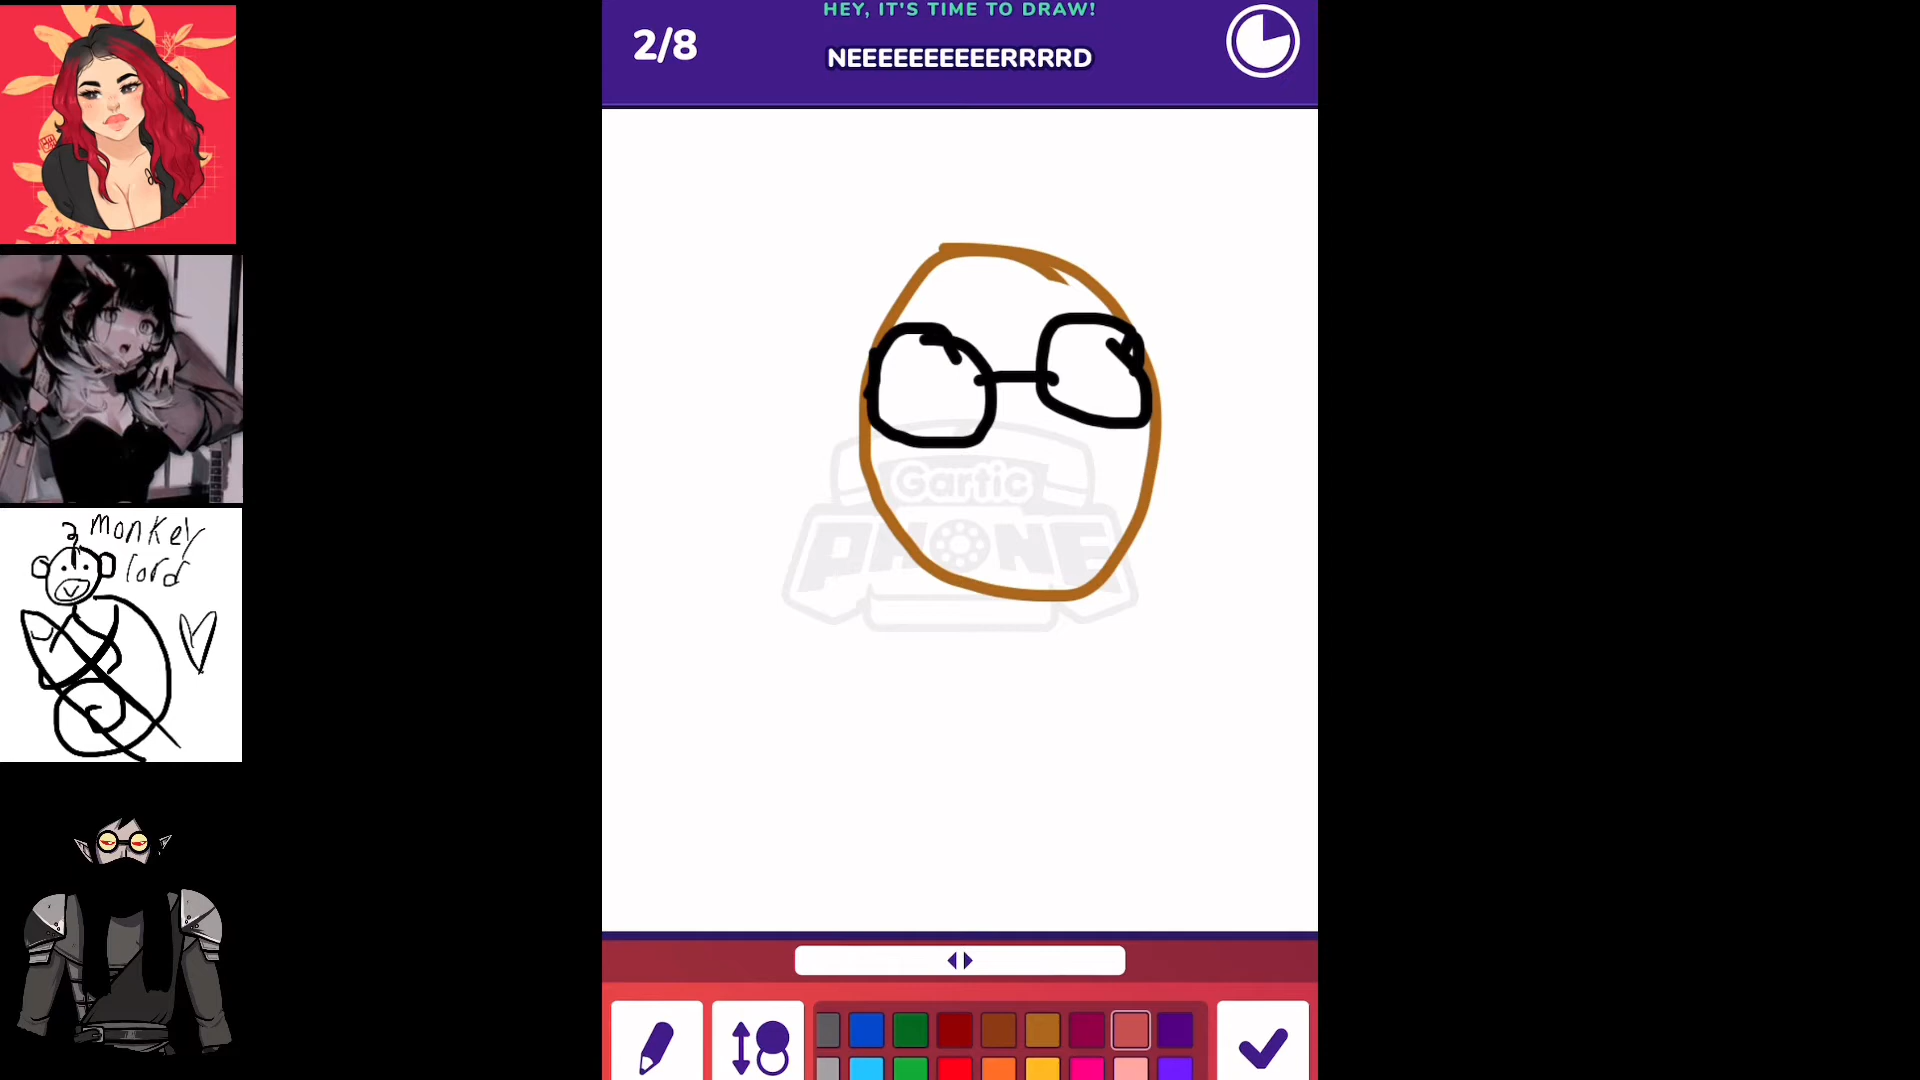 HEY, IT'S TIME TO DRAW!
2/8
NEEEEEEEEEERRRRD
monkey
lord
Gartic
PHONE